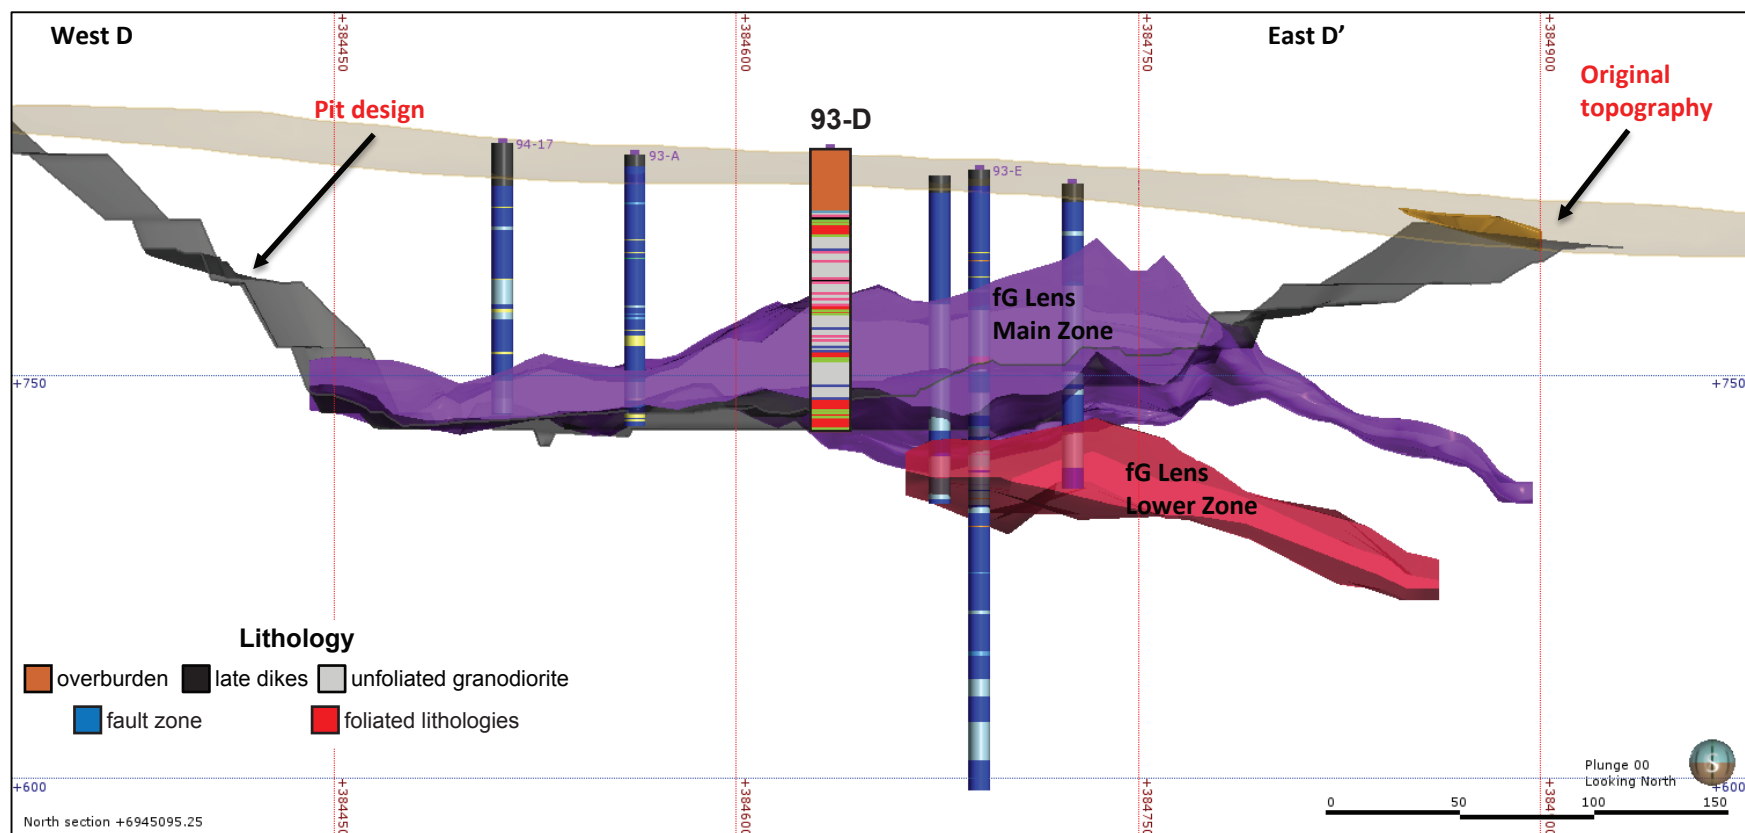 West D
East D’
+384450
+384600
+384750
+384900
Original
topography
Pit design
93-D
94-17
93-A
93-E
fG Lens
Main Zone
+750
+750
fG Lens
Lower Zone
Lithology
overburden
late dikes
unfoliated granodiorite
fault zone
foliated lithologies
Plunge 00
Looking North
S
+600
+600
0
50
100
150
+384450
+384600
+384750
+384900
North section +6945095.25